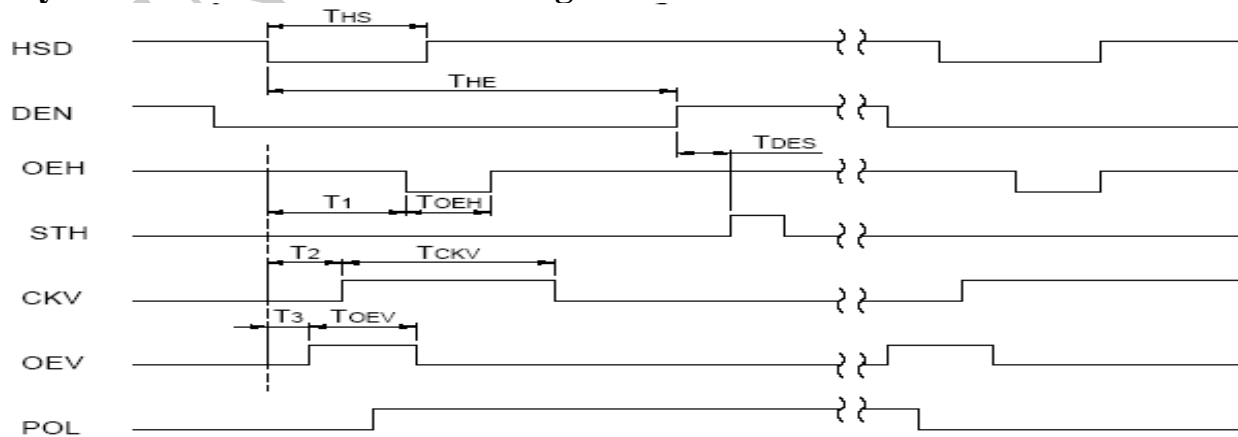 THS
HSD
THE
DEN
TDES
OEH
T1 TOEH
STH
T2 TCKV
CKV
T3 TOEV
OEV
POL